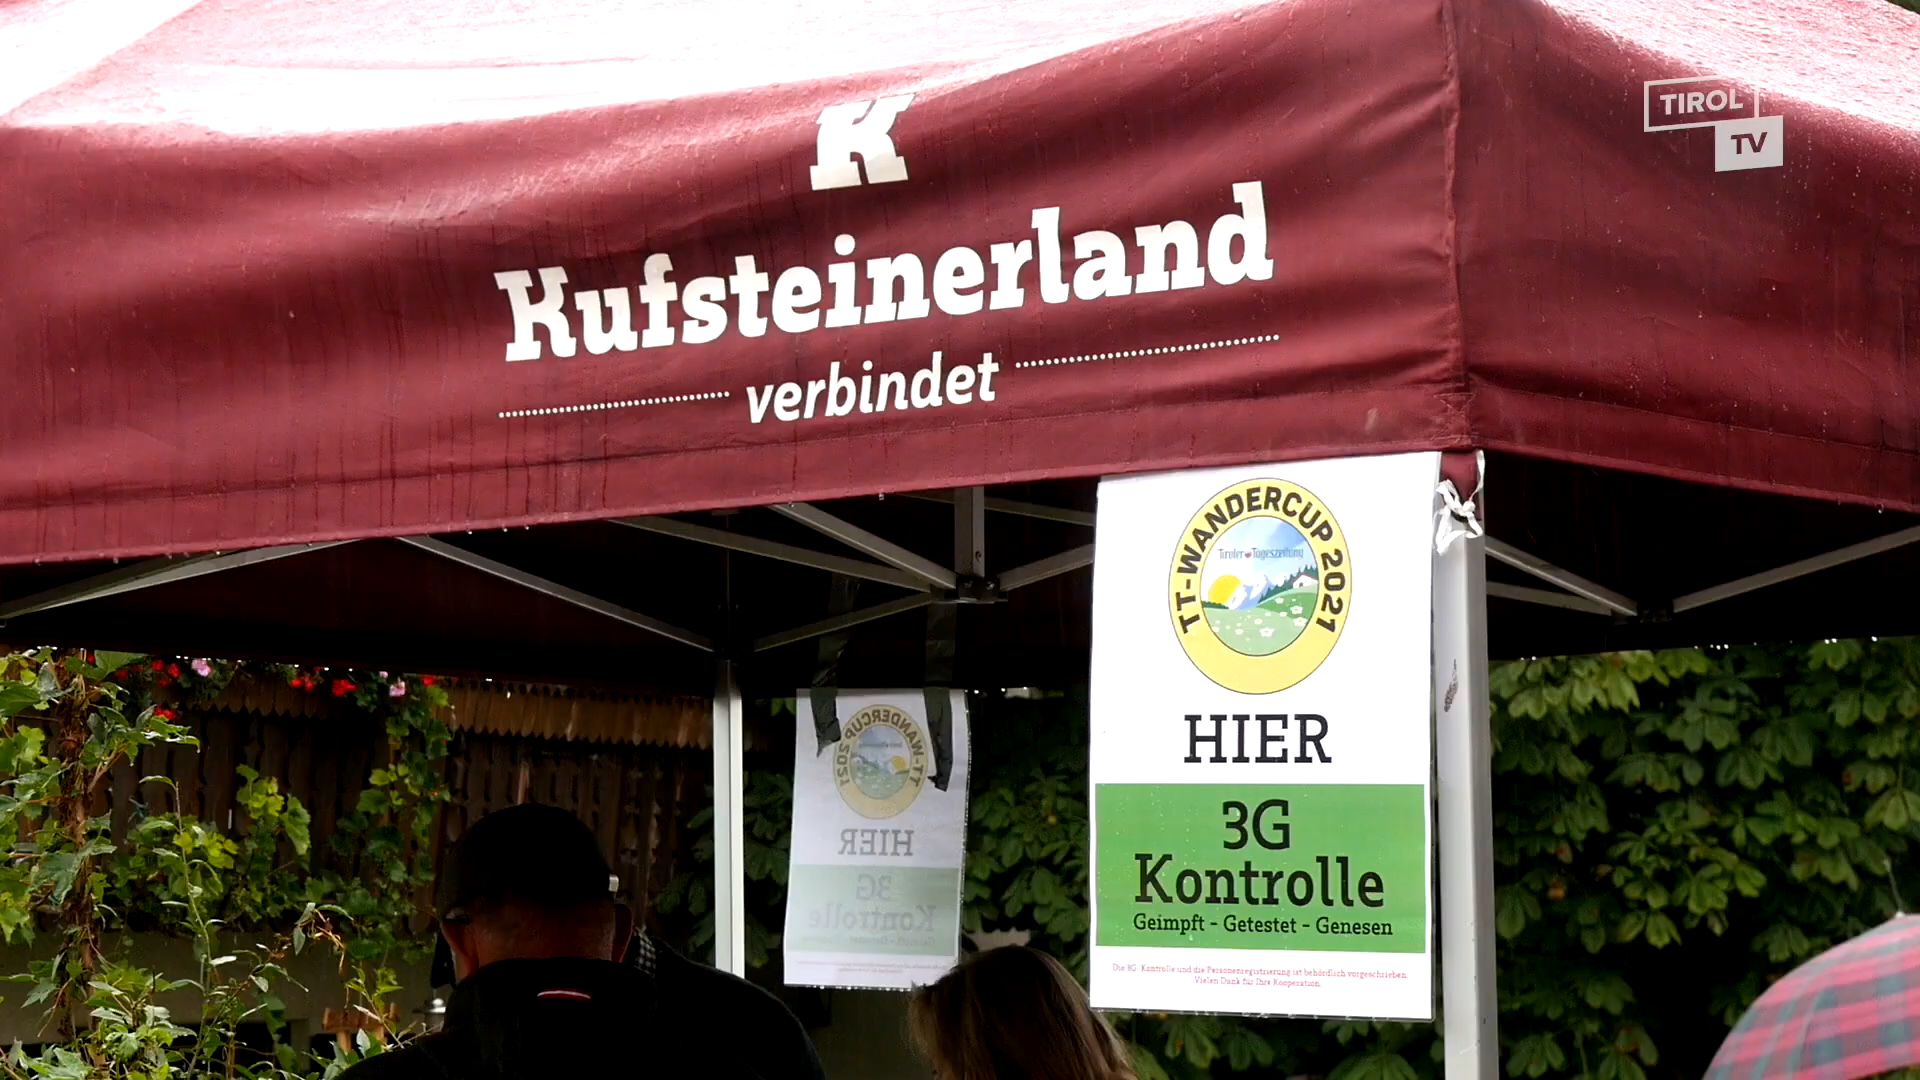 TIROL
TV
K
Kufsteinerland
verbindet
TT-WANDERCUP 2021
Tiroler Tageszeitung
HIER
3G
Kontrolle
Geimpft - Getestet - Genesen
Die 3G-Kontrolle und die Personenregistrierung ist behördlich vorgeschrieben.
Vielen Dank für Ihre Kooperation.
TT-WANDERCUP 2021
HIER
3G
Kontrolle